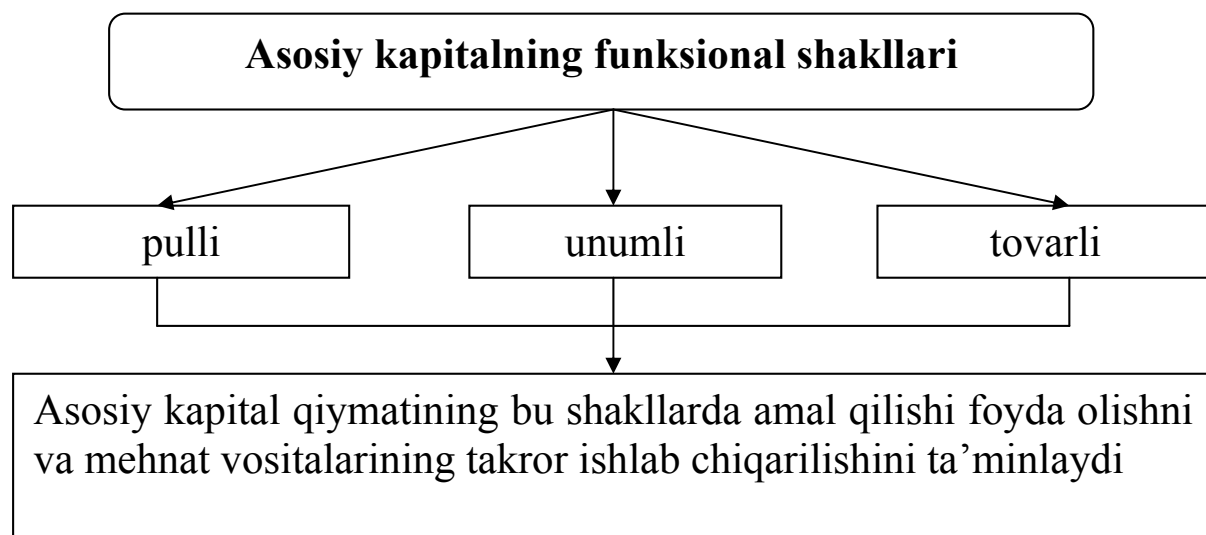 Asosiy kapitalning funksional shakllari
pulli
unumli
tovarli
Asosiy kapital qiymatining bu shakllarda amal qilishi foyda olishni
va mehnat vositalarining takror ishlab chiqarilishini ta’minlaydi